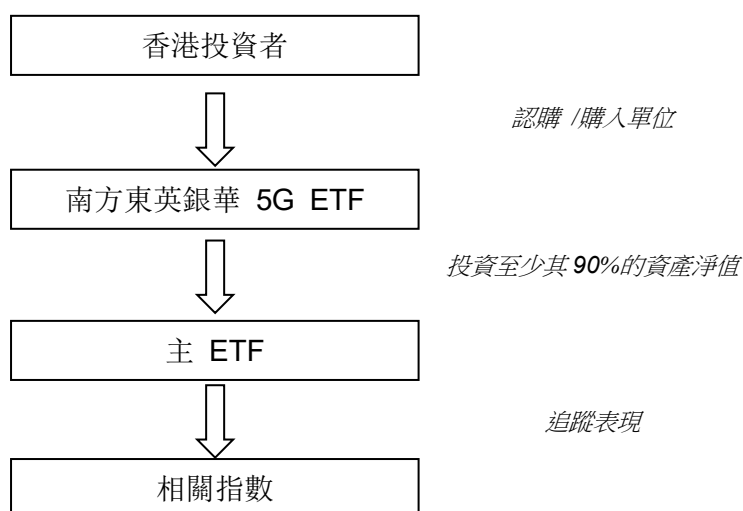 香港投資者
認購 /購入單位
南方東英銀華 5G ETF
投資至少其 90%的資產淨值
主 ETF
追蹤表現
相關指數